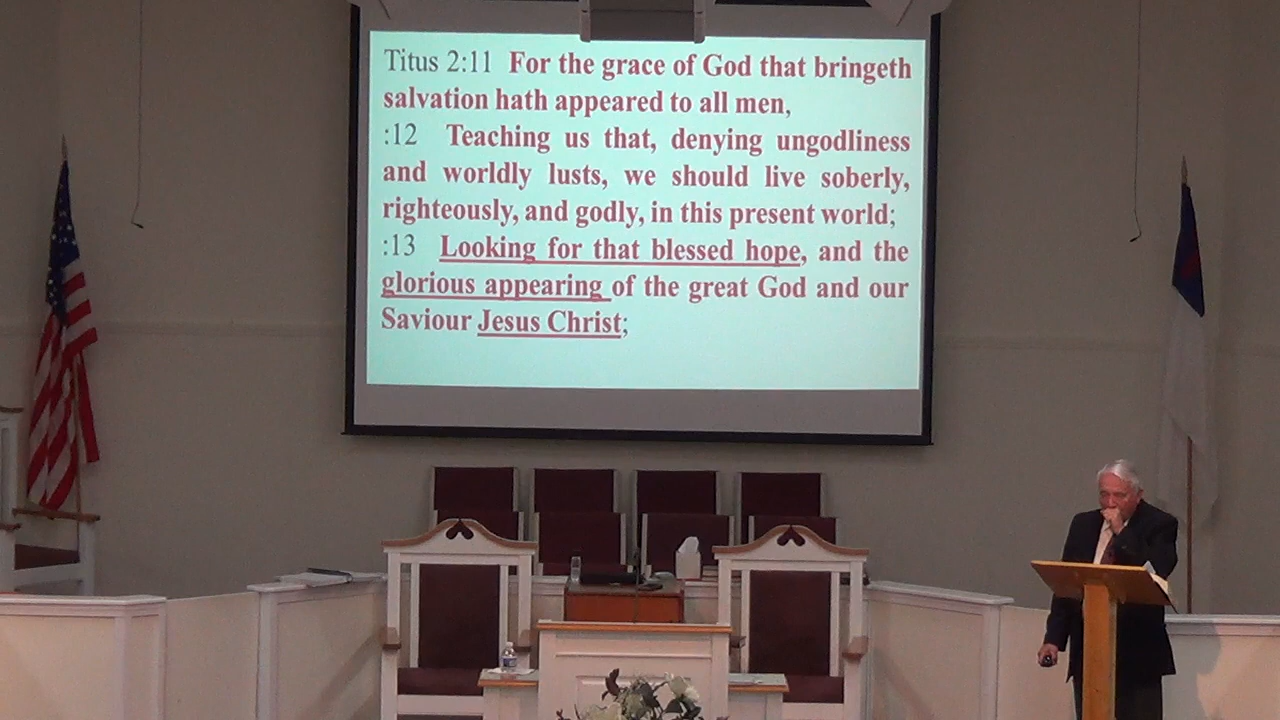 Titus 2:11 For the grace of God that bringeth
salvation hath appeared to all men,
:12 Teaching us that, denying ungodliness
and worldly lusts, we should live soberly,
righteously, and godly, in this present world;
:13 Looking for that blessed hope, and the
glorious appearing of the great God and our
Saviour Jesus Christ;